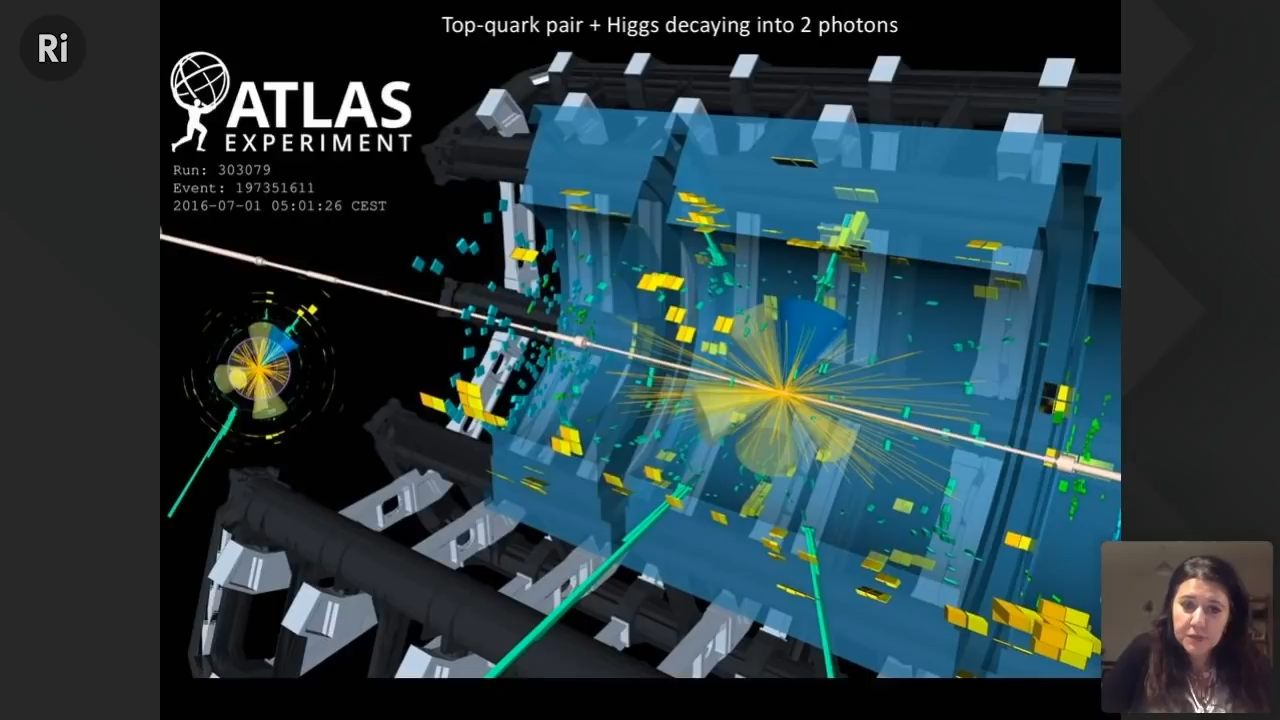 Top-quark pair + Higgs decaying into 2 photons
Ri
ATLAS
EXPERIMENT
Run: 303079
Event: 197351611
2016-07-01 05:01:26 CEST